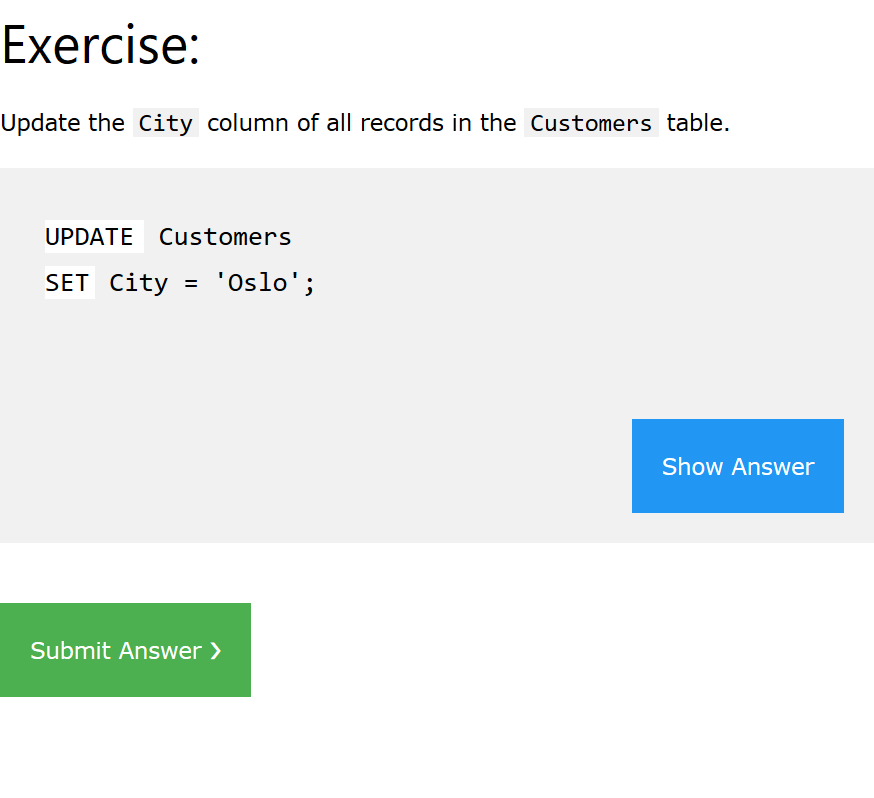 Exercise:
Update the City column of all records in the Customers table.
UPDATE Customers
SET City = 'Oslo';
Show Answer
Submit Answer ❯